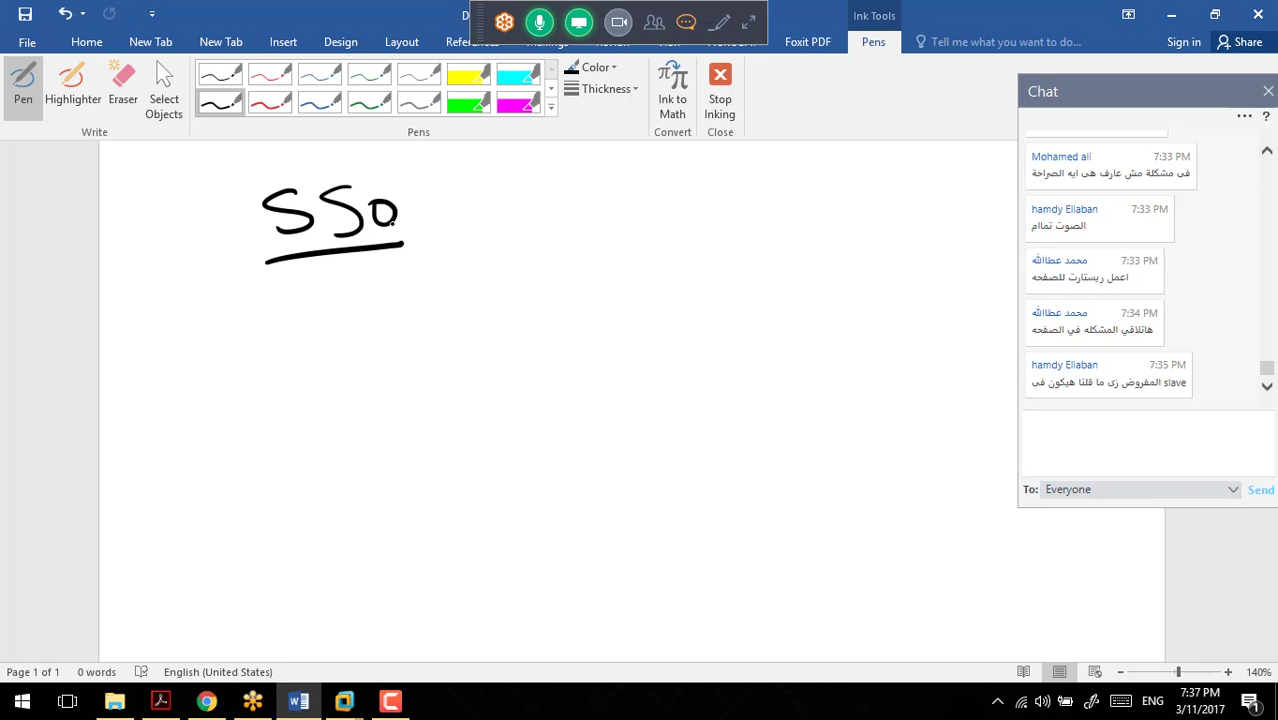 D
Ink Tools
File
Home
New Tab
New Tab
Insert
Design
Layout
Foxit PDF
Pens
Tell me what you want to do...
Sign in
Share
Pen
Highlighter
Eraser
Select
Objects
Color
Thickness
Ink to
Math
Stop
Inking
Write
Pens
Convert
Close
SSO
Chat
... ?
Mohamed ali 7:33 PM
فى مشكلة مش عارف هى ايه الصراحة
hamdy Ellaban 7:33 PM
الصوت تماام
محمد عطاالله 7:33 PM
اعمل ريستارت للصفحه
محمد عطاالله 7:34 PM
هاتلاقي المشكله في الصفحه
hamdy Ellaban 7:35 PM
المفروض زى ما قلنا هيكون فى slave
To: Everyone
Send
Page 1 of 1
0 words
English (United States)
140%
ENG
7:37 PM
3/11/2017
1